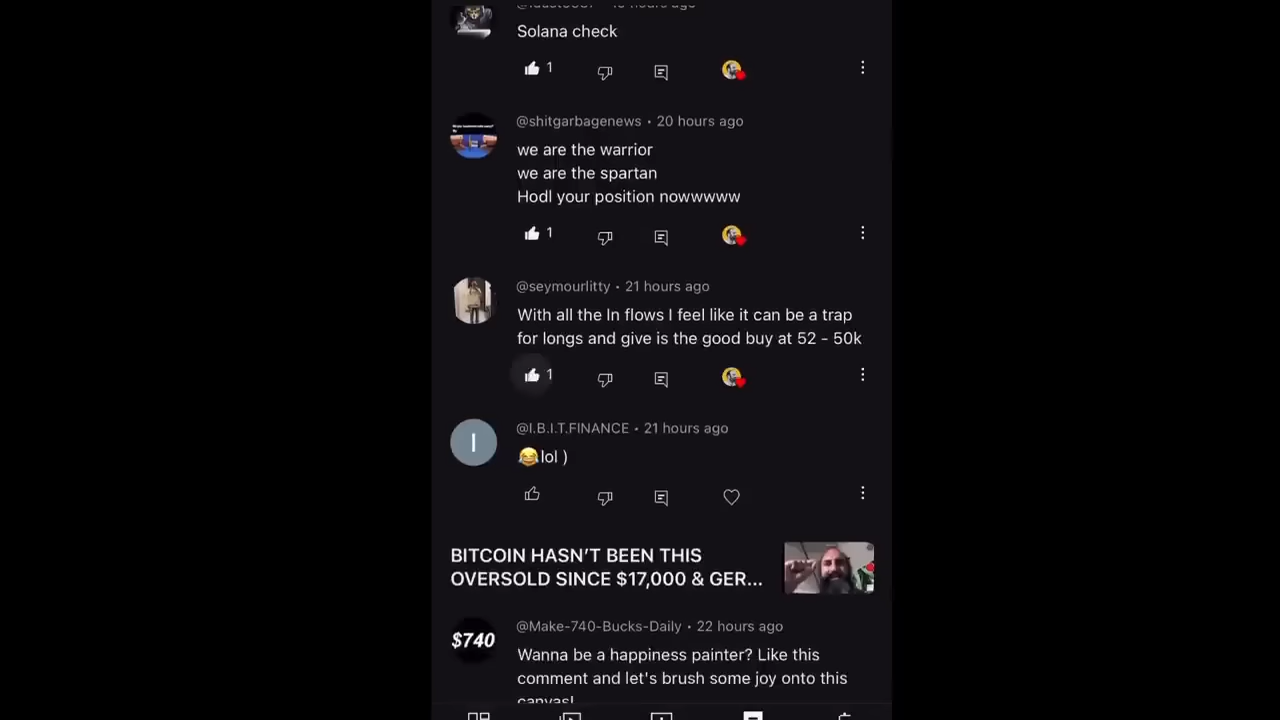 Solana check
1
@shitgarbagenews • 20 hours ago
we are the warrior
we are the spartan
Hodl your position nowwwww
1
@seymourlitty • 21 hours ago
With all the In flows I feel like it can be a trap
for longs and give is the good buy at 52 - 50k
1
I
@I.B.I.T.FINANCE • 21 hours ago
😂lol )
BITCOIN HASN'T BEEN THIS
OVERSOLD SINCE $17,000 & GER...
$740
@Make-740-Bucks-Daily • 22 hours ago
Wanna be a happiness painter? Like this
comment and let's brush some joy onto this
canvas!